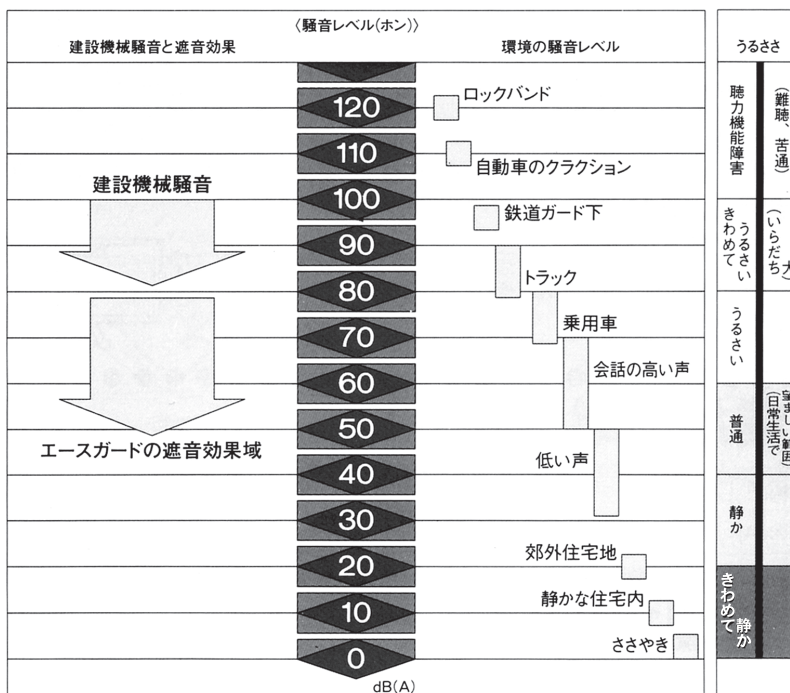 建設機械騒音と遮音効果
〈騒音レベル(ホン)〉
環境の騒音レベル
うるささ
120
110
100
90
80
70
60
50
40
30
20
10
0
dB(A)
建設機械騒音
エースガードの遮音効果域
ロックバンド
自動車のクラクション
鉄道ガード下
トラック
乗用車
会話の高い声
低い声
郊外住宅地
静かな住宅内
ささやき
聴力機能障害
(難聴、苦通)
きわめて
うるさい
(いらだち
大)
うるさい
普通
(日常生活で
望ましい範囲)
静か
きわめて
静か